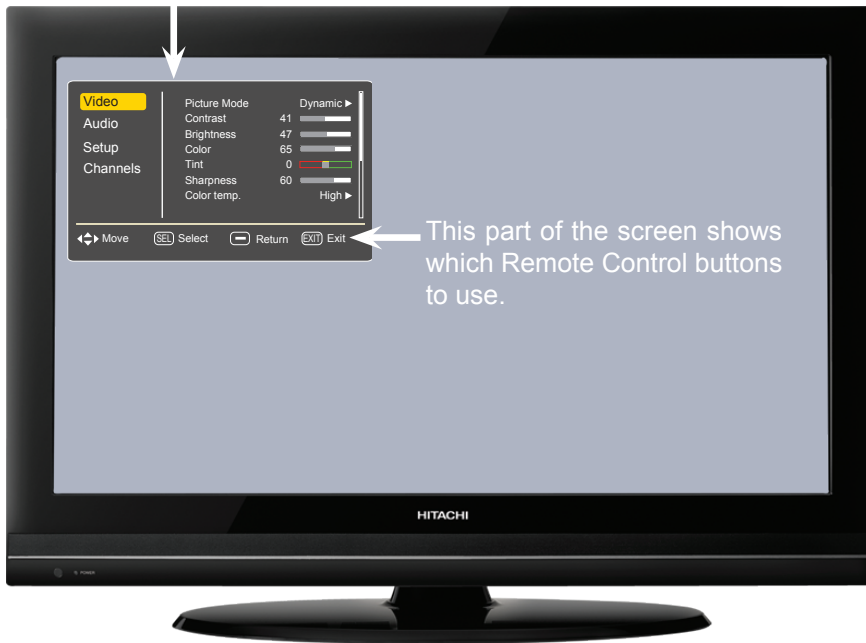 Video
Audio
Setup
Channels
Picture Mode Dynamic
Contrast 41
Brightness 47
Color 65
Tint 0
Sharpness 60
Color temp. High
Move SEL Select Return EXIT Exit
This part of the screen shows
which Remote Control buttons
to use.
HITACHI
POWER